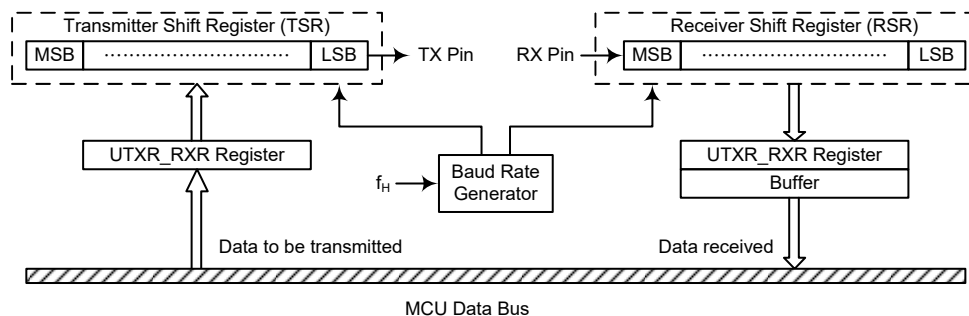 Transmitter Shift Register (TSR)
MSB ................................ LSB
TX Pin
RX Pin
Receiver Shift Register (RSR)
MSB ................................ LSB
UTXR_RXR Register
fH
Baud Rate
Generator
UTXR_RXR Register
Buffer
Data to be transmitted
Data received
MCU Data Bus